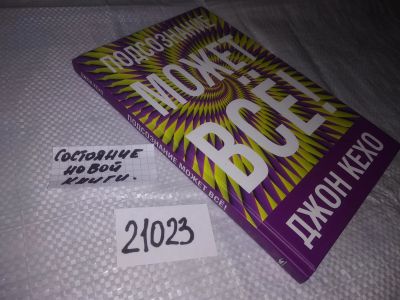 ПОДСОЗНАНИЕ
МОЖЕТ
ВСЁ!
ДЖОН КЕХО
ПОДСОЗНАНИЕ МОЖЕТ ВСЁ!
СОСТОЯНИЕ
НОВОЙ
КНИГИ.
21023